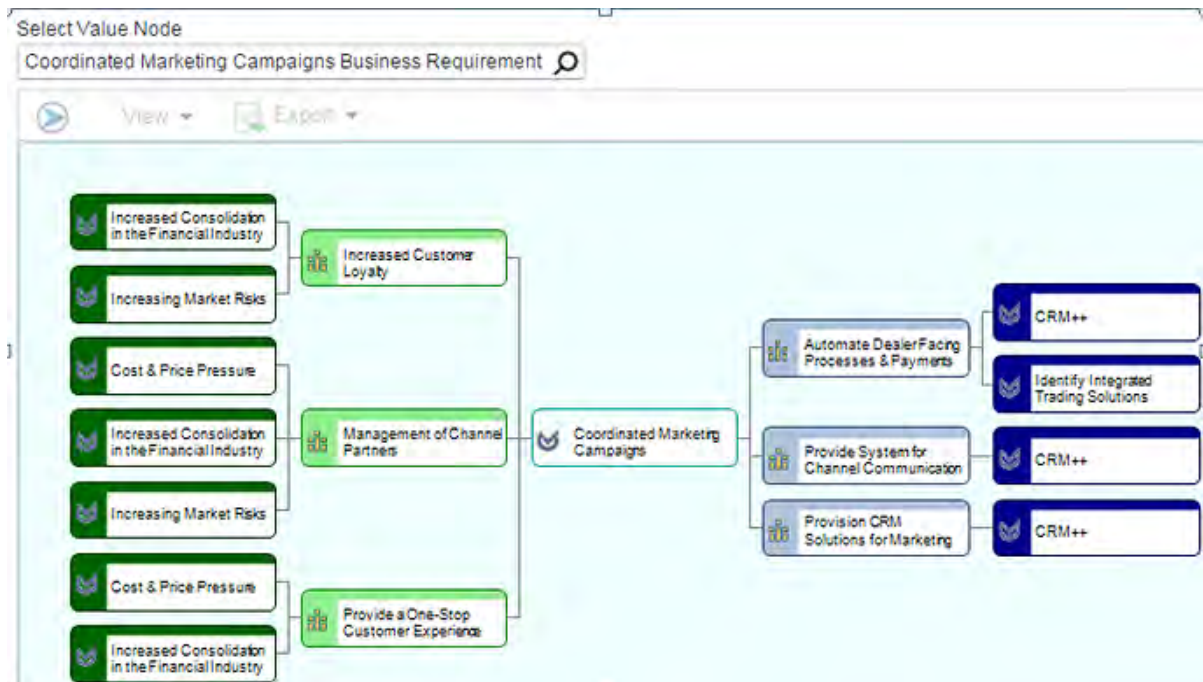 Select Value Node
Coordinated Marketing Campaigns Business Requirement
View
Export
Increased Consolidation
in the Financial Industry
Increasing Market Risks
Increased Customer
Loyalty
Cost & Price Pressure
Increased Consolidation
in the Financial Industry
Increasing Market Risks
Management of Channel
Partners
Cost & Price Pressure
Increased Consolidation
in the Financial Industry
Provide a One-Stop
Customer Experience
Coordinated Marketing
Campaigns
Automate Dealer Facing
Processes & Payments
CRM++
Identify Integrated
Trading Solutions
Provide System for
Channel Communication
CRM++
Provision CRM
Solutions for Marketing
CRM++